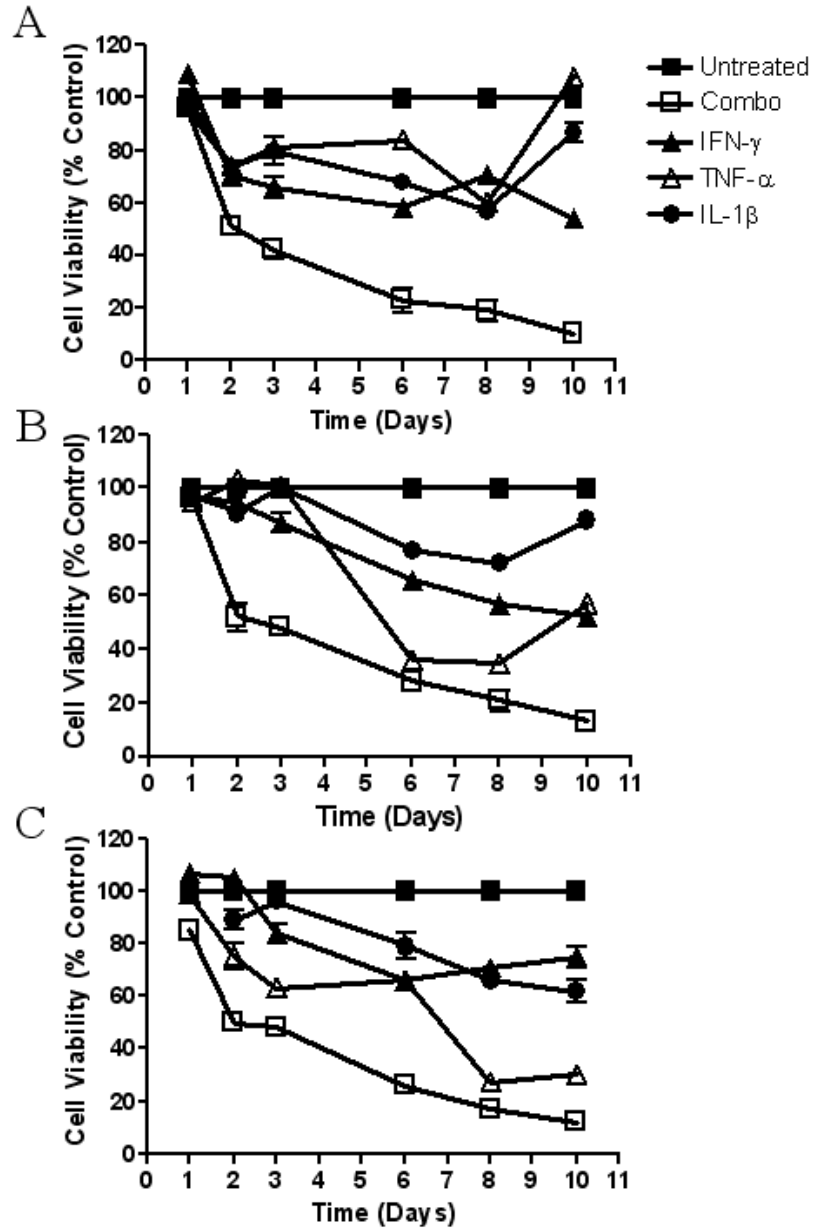 A
Cell Viability (% Control)
120
100
80
60
40
20
0
0 1 2 3 4 5 6 7 8 9 10 11
Time (Days)
Untreated
Combo
IFN-γ
TNF-α
IL-1β
B
Cell Viability (% Control)
120
100
80
60
40
20
0
0 1 2 3 4 5 6 7 8 9 10 11
Time (Days)
C
Cell Viability (% Control)
120
100
80
60
40
20
0
0 1 2 3 4 5 6 7 8 9 10 11
Time (Days)